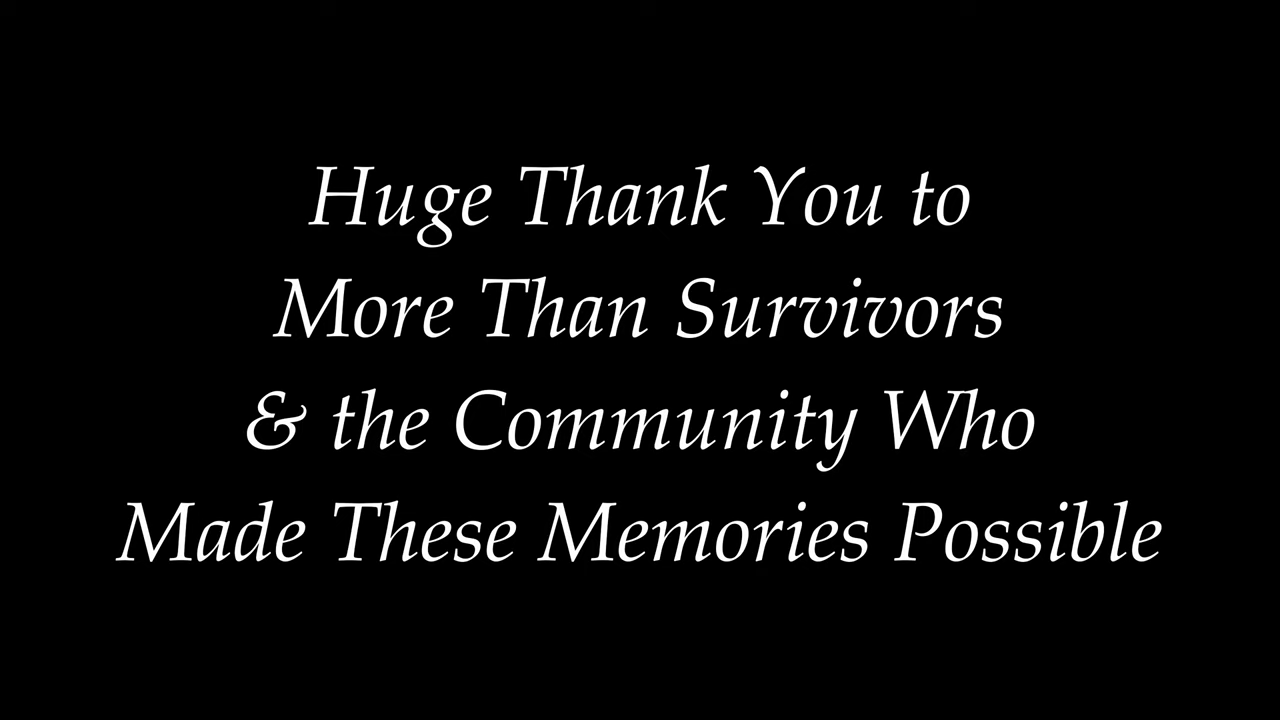 Huge Thank You to
More Than Survivors
& the Community Who
Made These Memories Possible